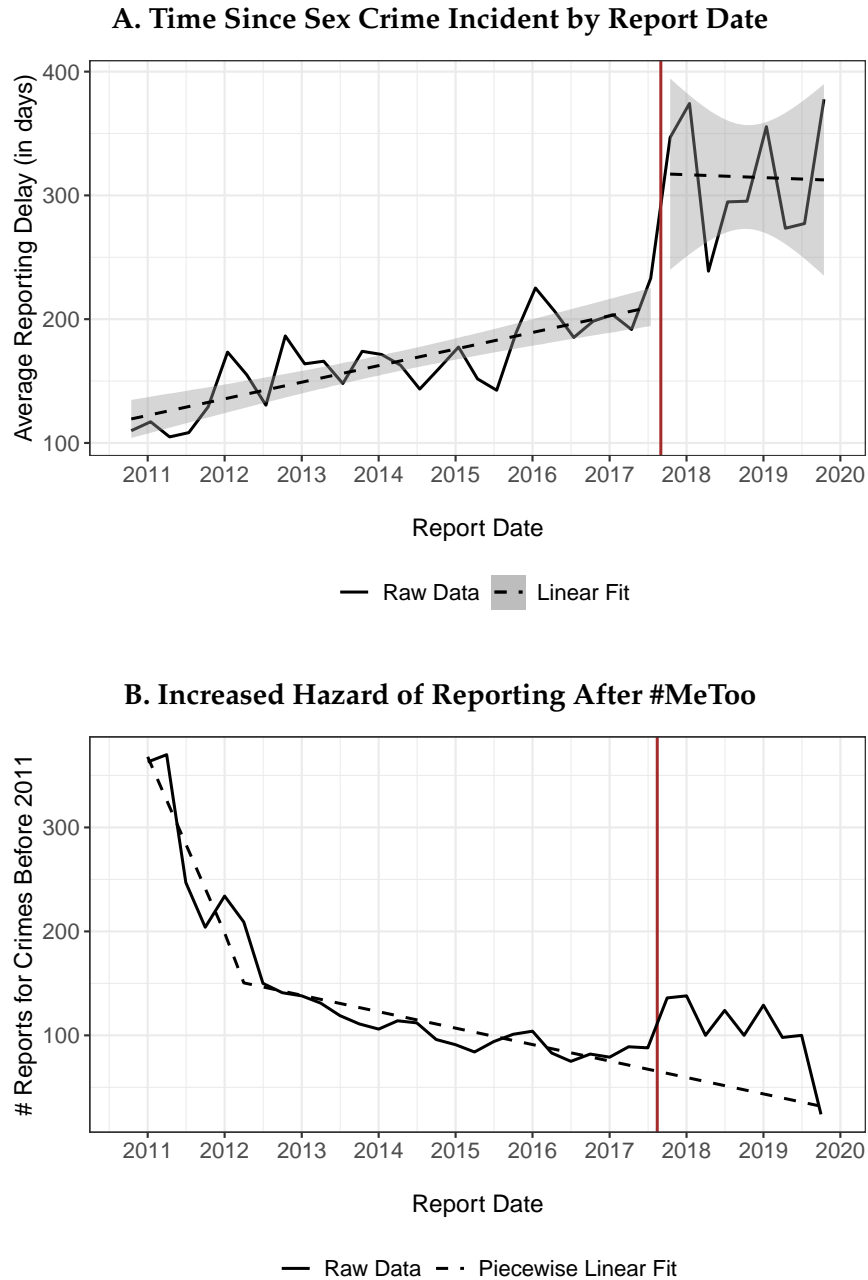 A. Time Since Sex Crime Incident by Report Date
Average Reporting Delay (in days)
400
300
200
100
2011 2012 2013 2014 2015 2016 2017 2018 2019 2020
Report Date
Raw Data Linear Fit
B. Increased Hazard of Reporting After #MeToo
# Reports for Crimes Before 2011
300
200
100
2011 2012 2013 2014 2015 2016 2017 2018 2019 2020
Report Date
Raw Data Piecewise Linear Fit